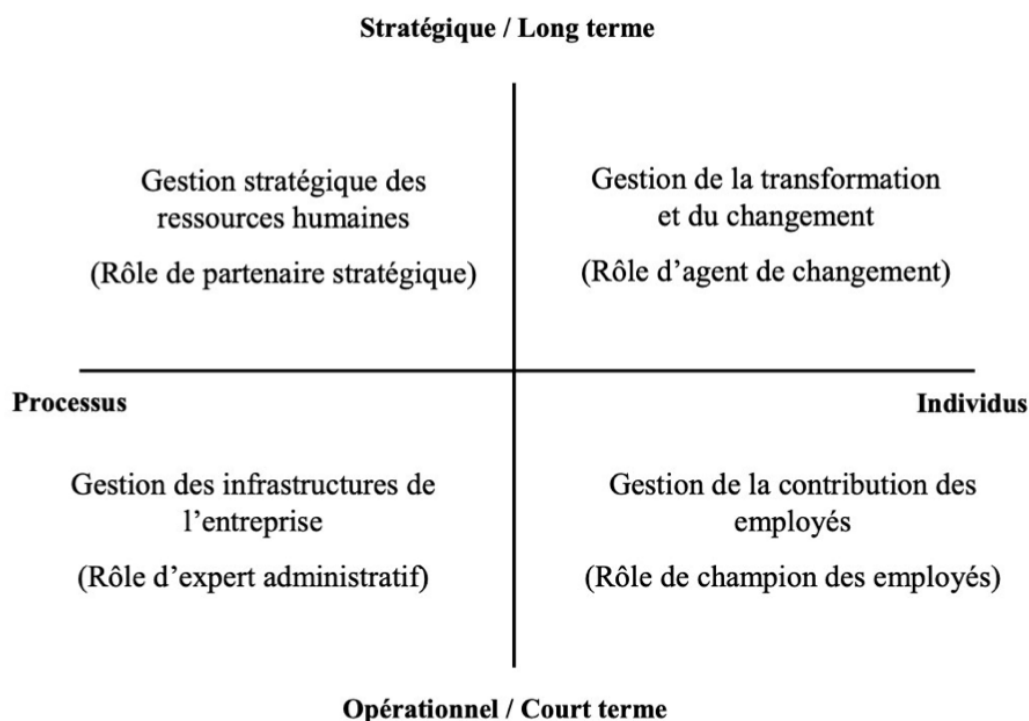 Stratégique / Long terme
Gestion stratégique des
ressources humaines
(Rôle de partenaire stratégique)
Gestion de la transformation
et du changement
(Rôle d’agent de changement)
Processus
Individus
Gestion des infrastructures de
l’entreprise
(Rôle d’expert administratif)
Gestion de la contribution des
employés
(Rôle de champion des employés)
Opérationnel / Court terme